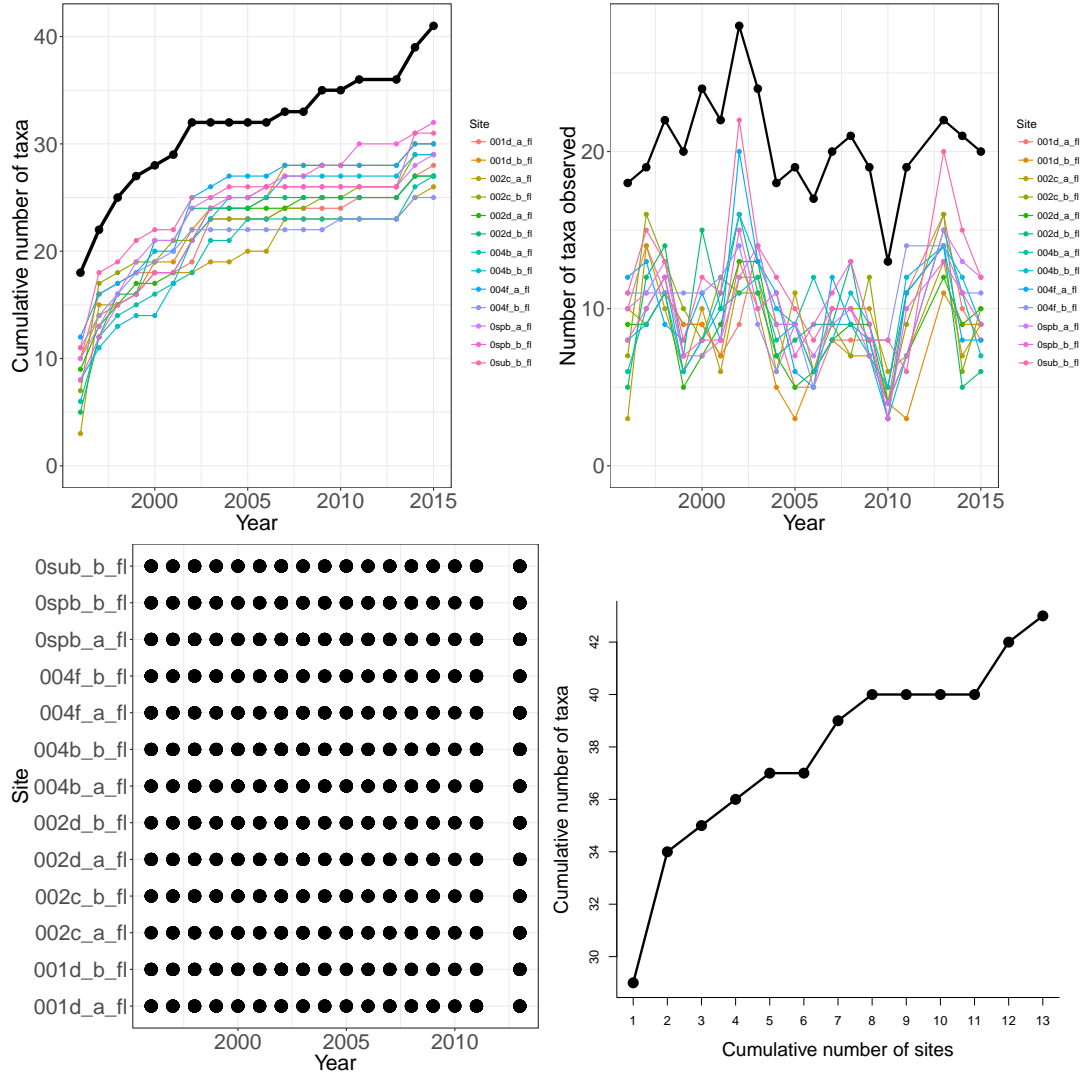 Cumulative number of taxa
40
30
20
10
0
2000 2005 2010 2015
Year
Site
001d_a_fl
001d_b_fl
002c_a_fl
002c_b_fl
002d_a_fl
002d_b_fl
004b_a_fl
004b_b_fl
004f_a_fl
004f_b_fl
0spb_a_fl
0spb_b_fl
0sub_b_fl
Number of taxa observed
20
10
0
2000 2005 2010 2015
Year
Site
001d_a_fl
001d_b_fl
002c_a_fl
002c_b_fl
002d_a_fl
002d_b_fl
004b_a_fl
004b_b_fl
004f_a_fl
004f_b_fl
0spb_a_fl
0spb_b_fl
0sub_b_fl
Site
0sub_b_fl
0spb_b_fl
0spb_a_fl
004f_b_fl
004f_a_fl
004b_b_fl
004b_a_fl
002d_b_fl
002d_a_fl
002c_b_fl
002c_a_fl
001d_b_fl
001d_a_fl
2000 2005 2010
Year
Cumulative number of taxa
42
40
38
36
34
32
30
1 2 3 4 5 6 7 8 9 10 11 12 13
Cumulative number of sites